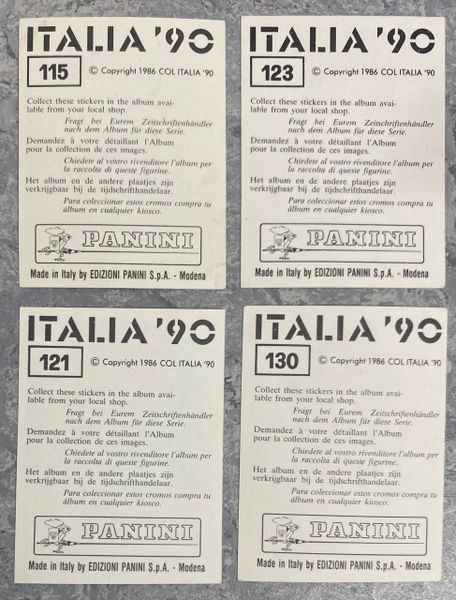 ITALIA '90
115 © Copyright 1986 COL ITALIA '90
Collect these stickers in the album avai-
lable from your local shop.
Fragt bei Eurem Zeitschriftenhändler
nach dem Album für diese Serie.
Demandez à votre détaillant l'Album
pour la collection de ces images.
Chiedete al vostro rivenditore l'album per
la raccolta di queste figurine.
Het album en de andere plaatjes zijn
verkrijgbaar bij de tijdschrifthandelaar.
Para coleccionar estos cromos compra tu
álbum en cualquier kiosco.
PANINI
Made in Italy by EDIZIONI PANINI S.p.A. - Modena
ITALIA '90
123 © Copyright 1986 COL ITALIA '90
Collect these stickers in the album avai-
lable from your local shop.
Fragt bei Eurem Zeitschriftenhändler
nach dem Album für diese Serie.
Demandez à votre détaillant l'Album
pour la collection de ces images.
Chiedete al vostro rivenditore l'album per
la raccolta di queste figurine.
Het album en de andere plaatjes zijn
verkrijgbaar bij de tijdschrifthandelaar.
Para coleccionar estos cromos compra tu
álbum en cualquier kiosco.
PANINI
Made in Italy by EDIZIONI PANINI S.p.A. - Modena
ITALIA '90
121 © Copyright 1986 COL ITALIA '90
Collect these stickers in the album avai-
lable from your local shop.
Fragt bei Eurem Zeitschriftenhändler
nach dem Album für diese Serie.
Demandez à votre détaillant l'Album
pour la collection de ces images.
Chiedete al vostro rivenditore l'album per
la raccolta di queste figurine.
Het album en de andere plaatjes zijn
verkrijgbaar bij de tijdschrifthandelaar.
Para coleccionar estos cromos compra tu
álbum en cualquier kiosco.
PANINI
Made in Italy by EDIZIONI PANINI S.p.A. - Modena
ITALIA '90
130 © Copyright 1986 COL ITALIA '90
Collect these stickers in the album avai-
lable from your local shop.
Fragt bei Eurem Zeitschriftenhändler
nach dem Album für diese Serie.
Demandez à votre détaillant l'Album
pour la collection de ces images.
Chiedete al vostro rivenditore l'album per
la raccolta di queste figurine.
Het album en de andere plaatjes zijn
verkrijgbaar bij de tijdschrifthandelaar.
Para coleccionar estos cromos compra tu
álbum en cualquier kiosco.
PANINI
Made in Italy by EDIZIONI PANINI S.p.A. - Modena